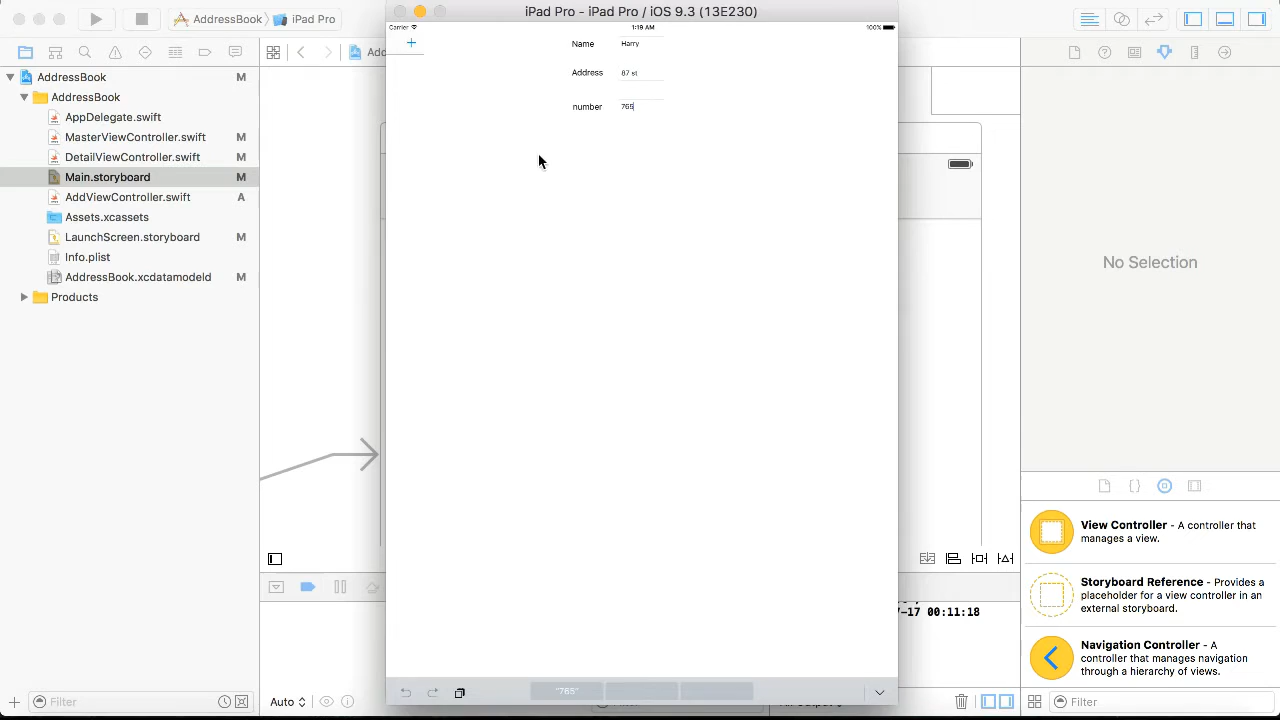 AddressBook
iPad Pro
iPad Pro - iPad Pro / iOS 9.3 (13E230)
Carrier
1:19 AM
100%
+
Name
Harry
Address
87 st
number
765
AddressBook
M
AddressBook
AppDelegate.swift
MasterViewController.swift
M
DetailViewController.swift
M
Main.storyboard
M
AddViewController.swift
A
Assets.xcassets
LaunchScreen.storyboard
M
Info.plist
AddressBook.xcdatamodeld
M
Products
No Selection
View Controller - A controller that
manages a view.
Storyboard Reference - Provides a
placeholder for a view controller in an
external storyboard.
Navigation Controller - A
controller that manages navigation
through a hierarchy of views.
7-17 00:11:18
"765"
Filter
Auto
Filter